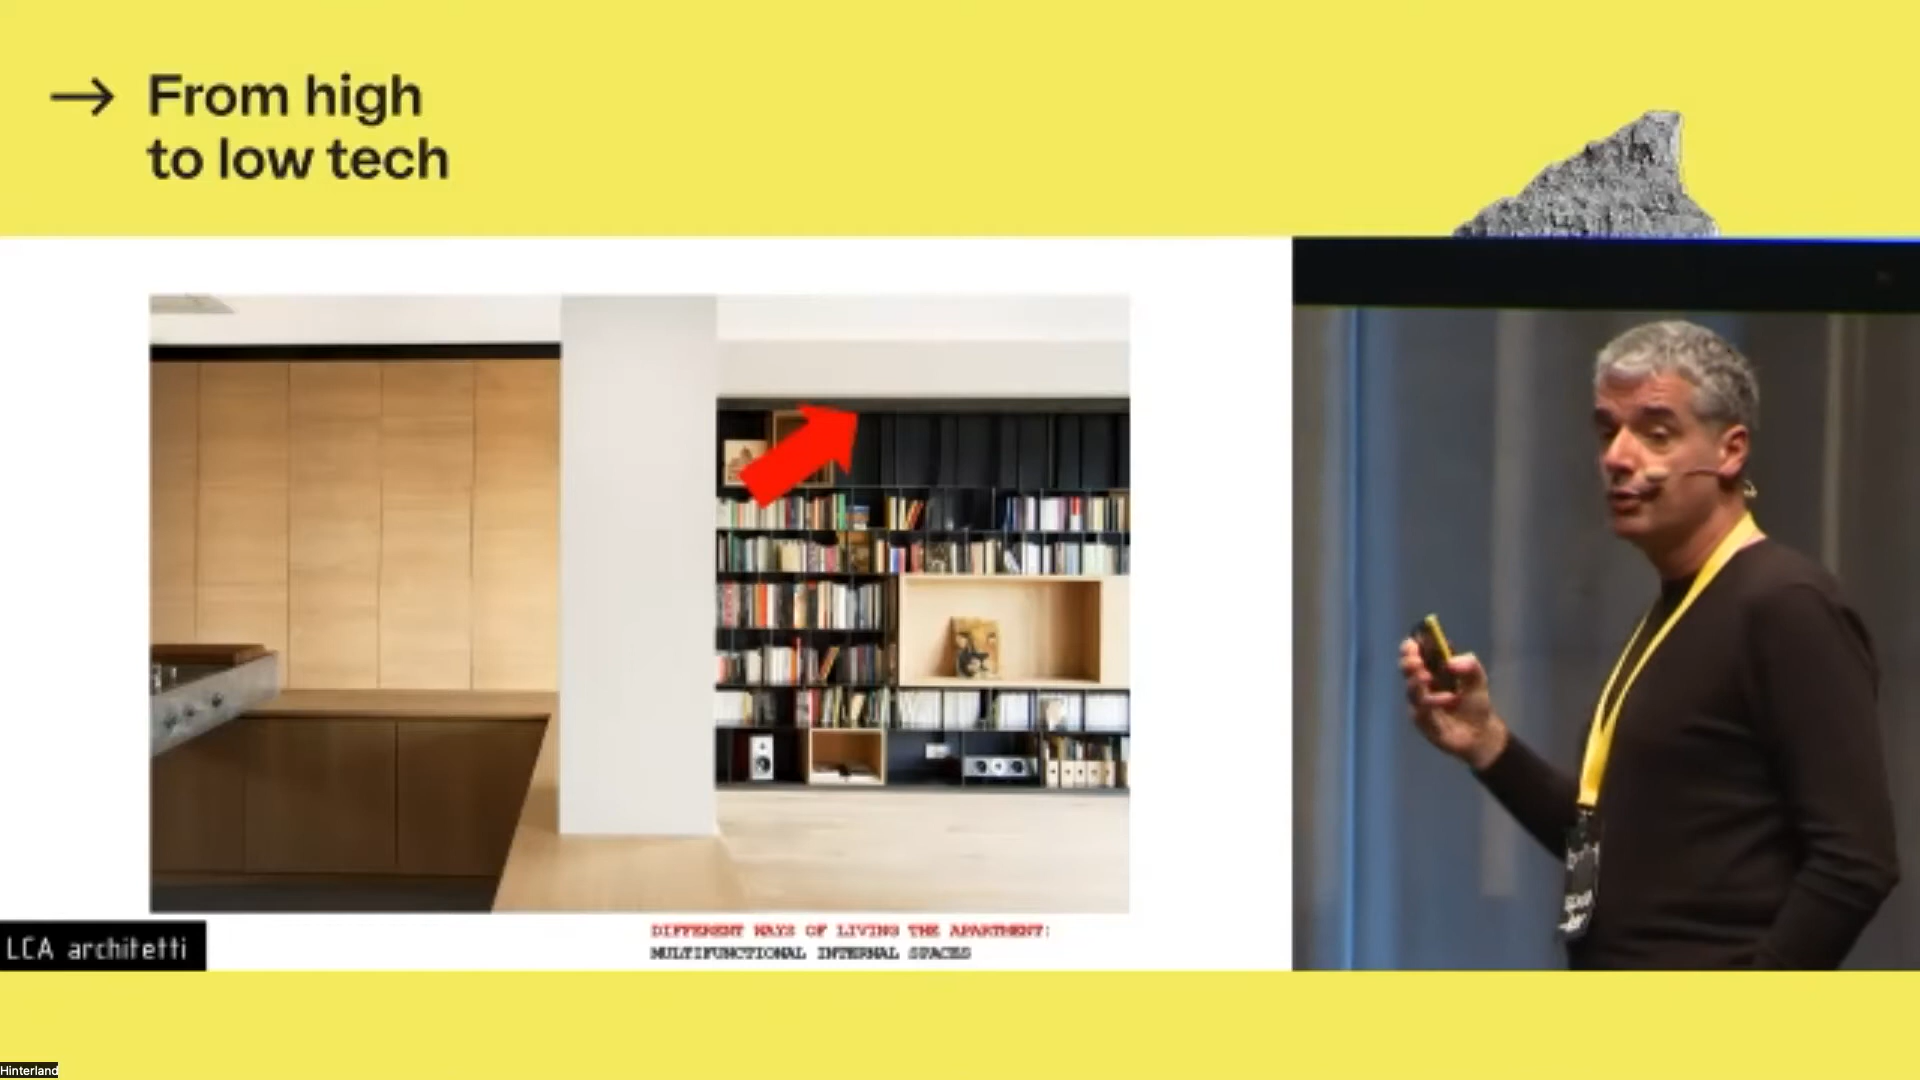 From high
to low tech
LCA architetti
DIFFERENT WAYS OF LIVING THE APARTMENT:
MULTIFUNCTIONAL INTERNAL SPACES
Hinterland